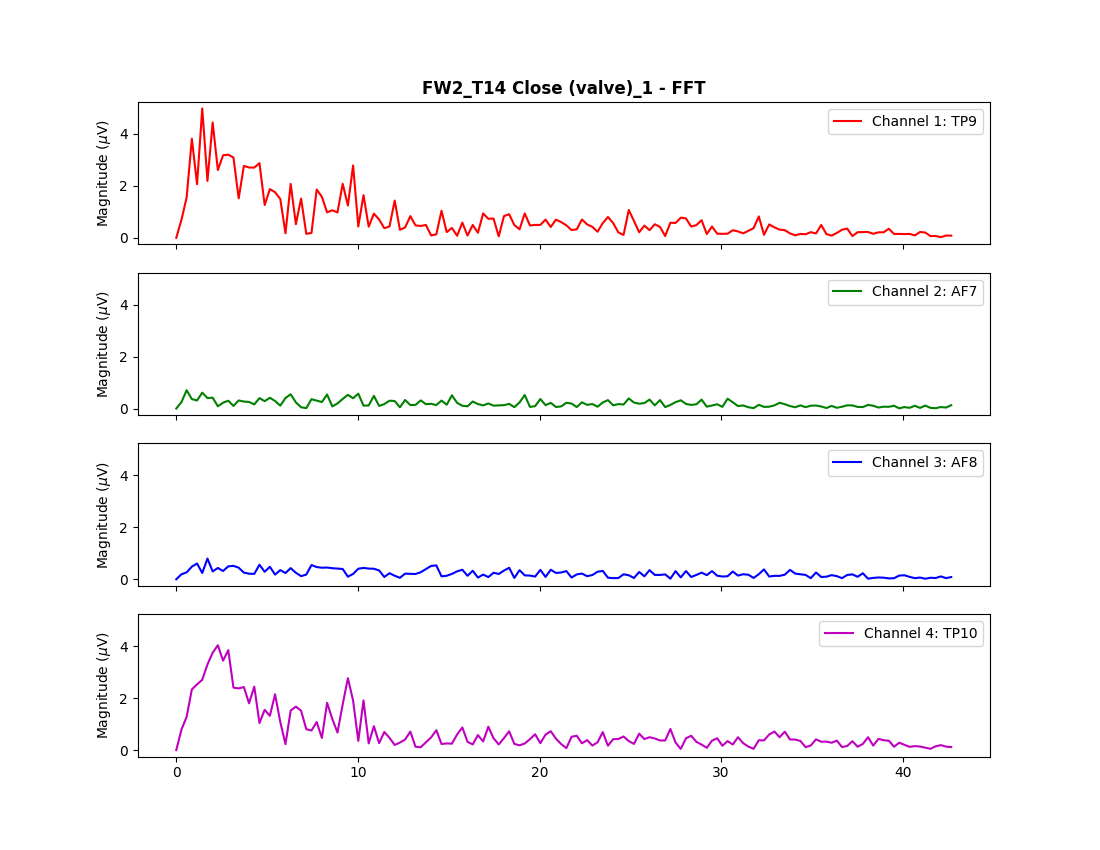 FW2_T14 Close (valve)_1 - FFT
Magnitude (μV)
4
2
0
Channel 1: TP9
Magnitude (μV)
4
2
0
Channel 2: AF7
Magnitude (μV)
4
2
0
Channel 3: AF8
Magnitude (μV)
4
2
0
Channel 4: TP10
0 10 20 30 40